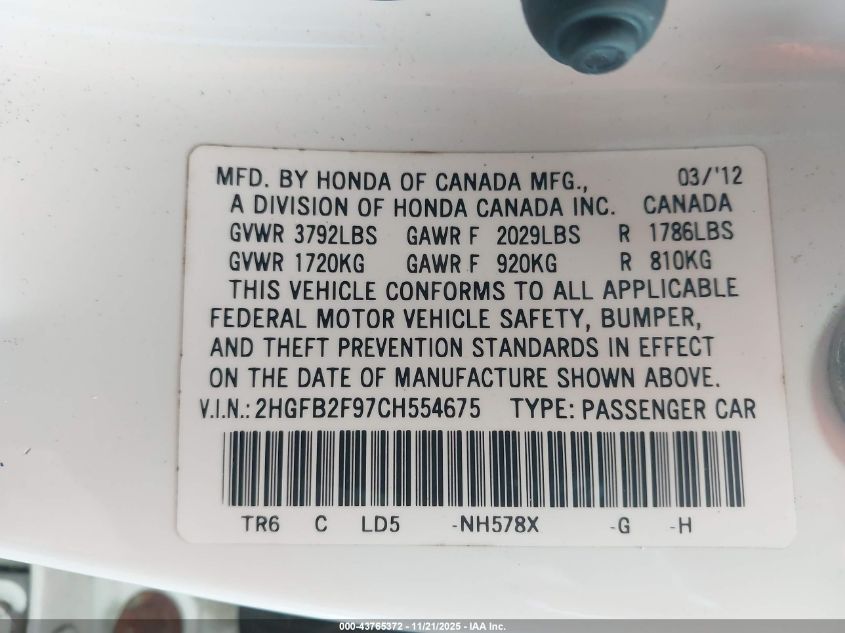 MFD. BY HONDA OF CANADA MFG., 03/'12
A DIVISION OF HONDA CANADA INC. CANADA
GVWR 3792LBS GAWR F 2029LBS R 1786LBS
GVWR 1720KG GAWR F 920KG R 810KG
THIS VEHICLE CONFORMS TO ALL APPLICABLE
FEDERAL MOTOR VEHICLE SAFETY, BUMPER,
AND THEFT PREVENTION STANDARDS IN EFFECT
ON THE DATE OF MANUFACTURE SHOWN ABOVE.
V.I.N.: 2HGFB2F97CH554675 TYPE: PASSENGER CAR
TR6 C LD5 -NH578X -G -H
000-43765372 - 11/21/2025 - IAA Inc.